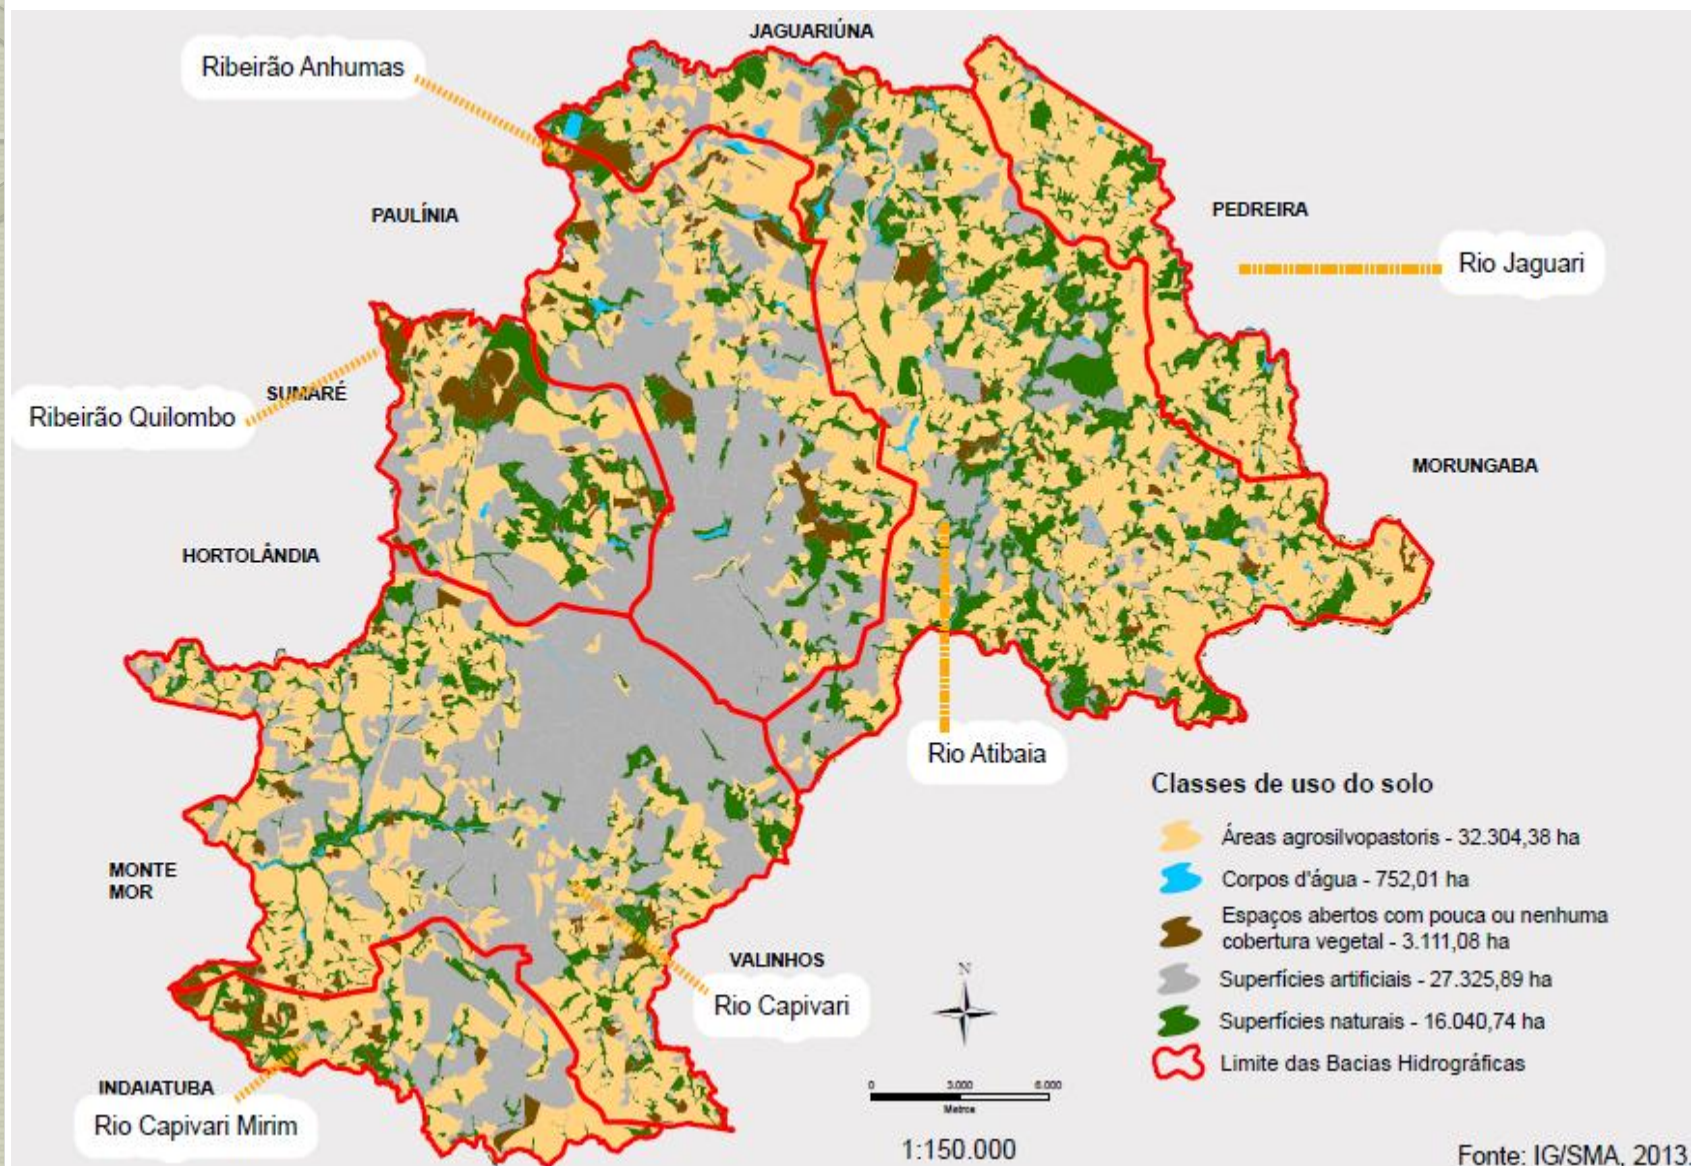 JAGUARIÚNA
Ribeirão Anhumas
PAULÍNIA
PEDREIRA
Rio Jaguari
SUMARÉ
Ribeirão Quilombo
MORUNGABA
HORTOLÂNDIA
Rio Atibaia
Classes de uso do solo
Áreas agrosilvopastoris - 32.304,38 ha
Corpos d'água - 752,01 ha
Espaços abertos com pouca ou nenhuma
cobertura vegetal - 3.111,08 ha
Superfícies artificiais - 27.325,89 ha
Superfícies naturais - 16.040,74 ha
Limite das Bacias Hidrográficas
MONTE
MOR
VALINHOS
Rio Capivari
N
INDAIATUBA
Rio Capivari Mirim
0 3.000 6.000
Metros
1:150.000
Fonte: IG/SMA, 2013.